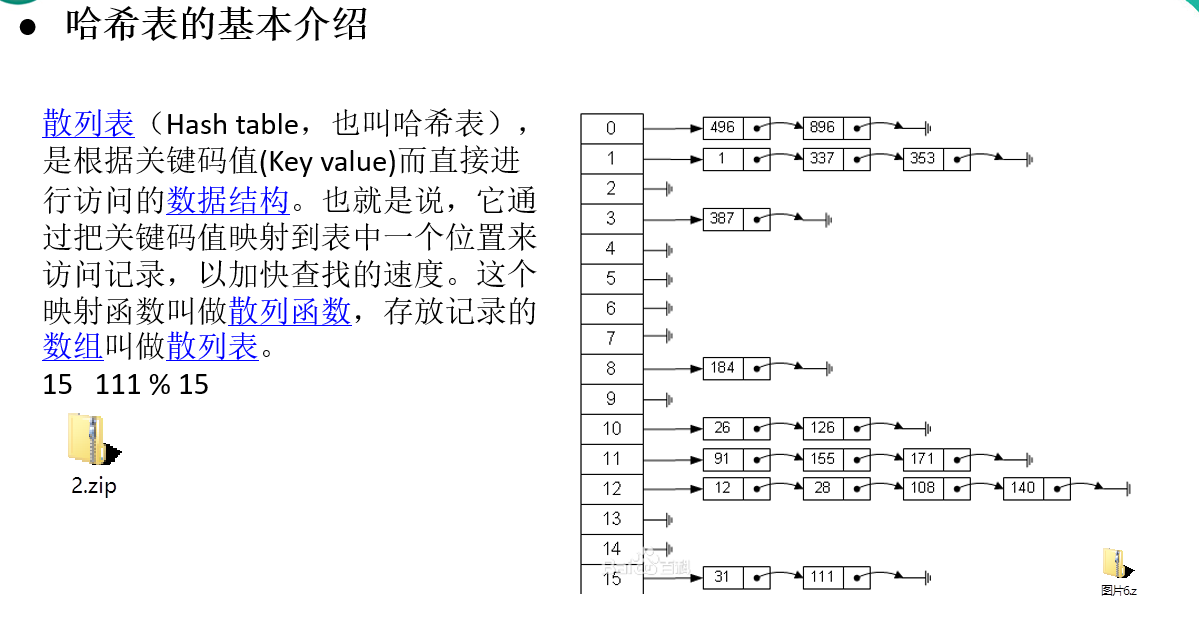 哈希表的基本介绍
散列表（Hash table，也叫哈希表），
是根据关键码值(Key value)而直接进
行访问的数据结构。也就是说，它通
过把关键码值映射到表中一个位置来
访问记录，以加快查找的速度。这个
映射函数叫做散列函数，存放记录的
数组叫做散列表。
15 111 % 15
2.zip
0 496 896
1 1 337 353
2
3 387
4
5
6
7
8 184
9
10 26 126
11 91 155 171
12 12 28 108 140
13
14
Baidu百科
15 31 111
图片6.z